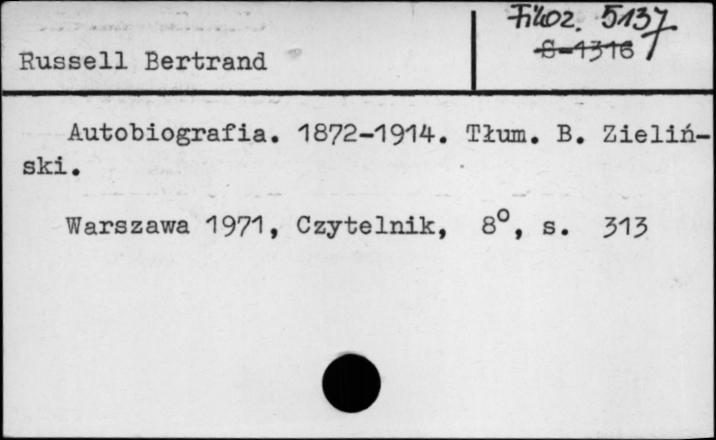 Filoz. 5137
S-1316
Russell Bertrand
Autobiografia. 1872-1914. Tłum. B. Zieliń-
ski.
Warszawa 1971, Czytelnik, 8°, s. 313